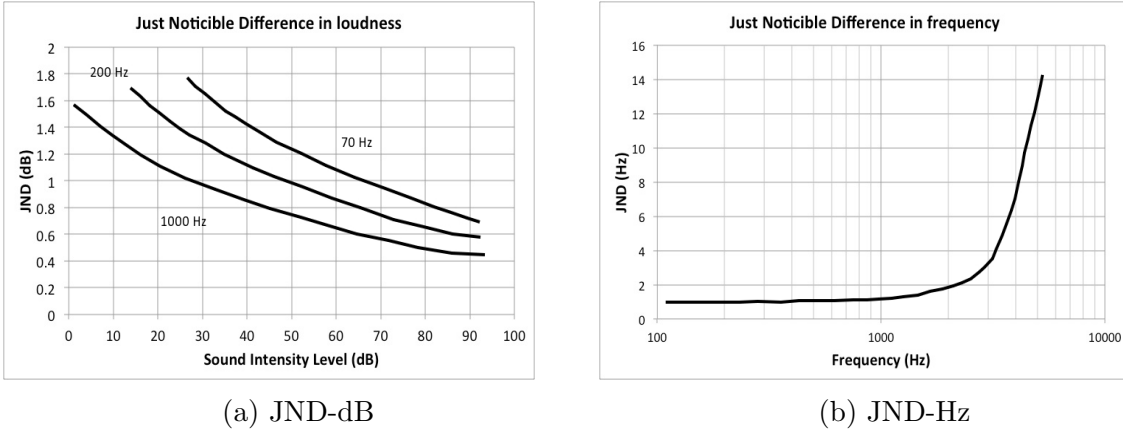 Just Noticible Difference in loudness
JND (dB)
2
1.8
1.6
1.4
1.2
1
0.8
0.6
0.4
0.2
0
200 Hz
70 Hz
1000 Hz
0 10 20 30 40 50 60 70 80 90 100
Sound Intensity Level (dB)
(a) JND-dB
Just Noticible Difference in frequency
JND (Hz)
16
14
12
10
8
6
4
2
0
100 1000 10000
Frequency (Hz)
(b) JND-Hz